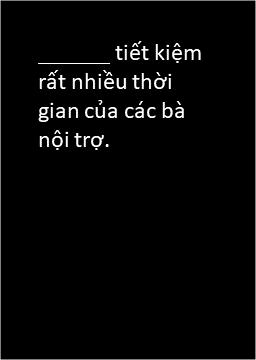 _______ tiết kiệm
rất nhiều thời
gian của các bà
nội trợ.